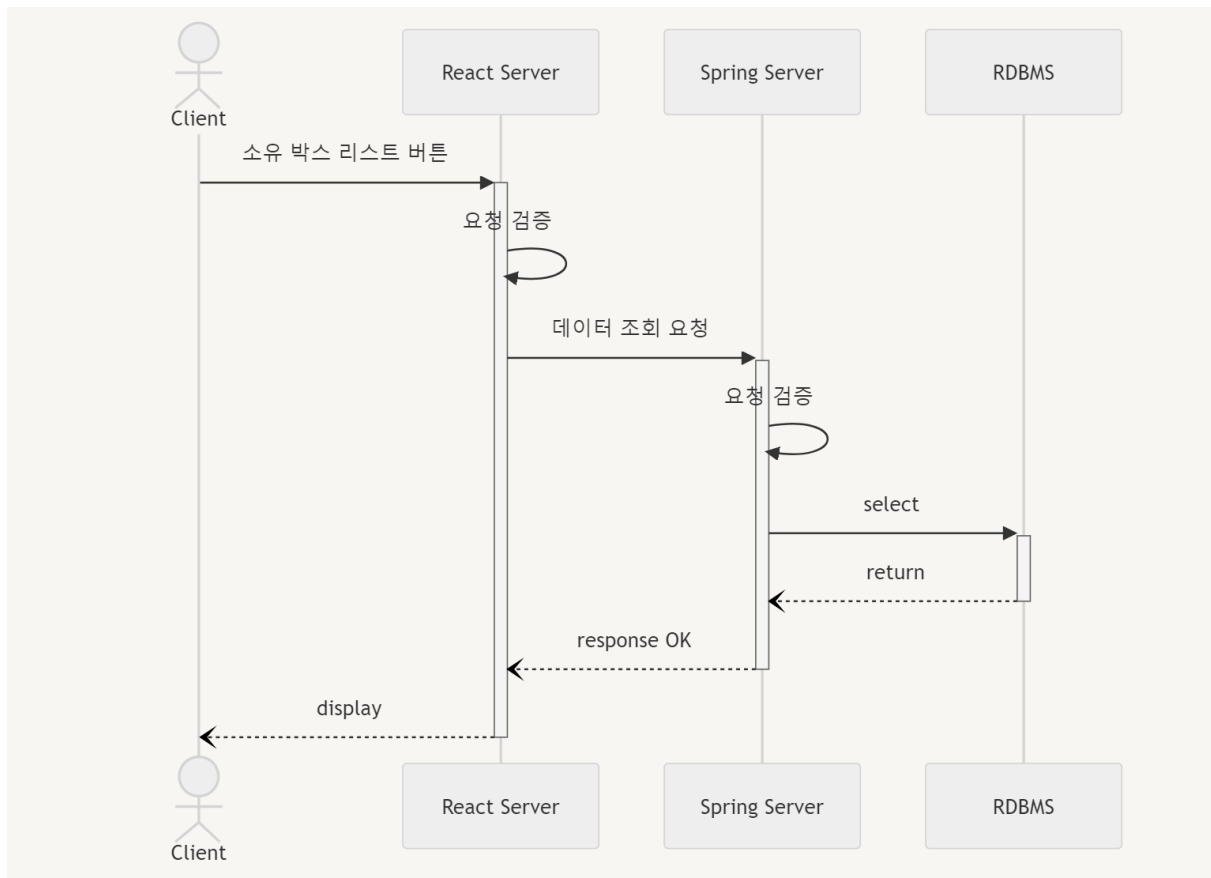 Client
React Server
Spring Server
RDBMS
소유 박스 리스트 버튼
요청 검증
데이터 조회 요청
요청 검증
select
return
response OK
display
Client
React Server
Spring Server
RDBMS